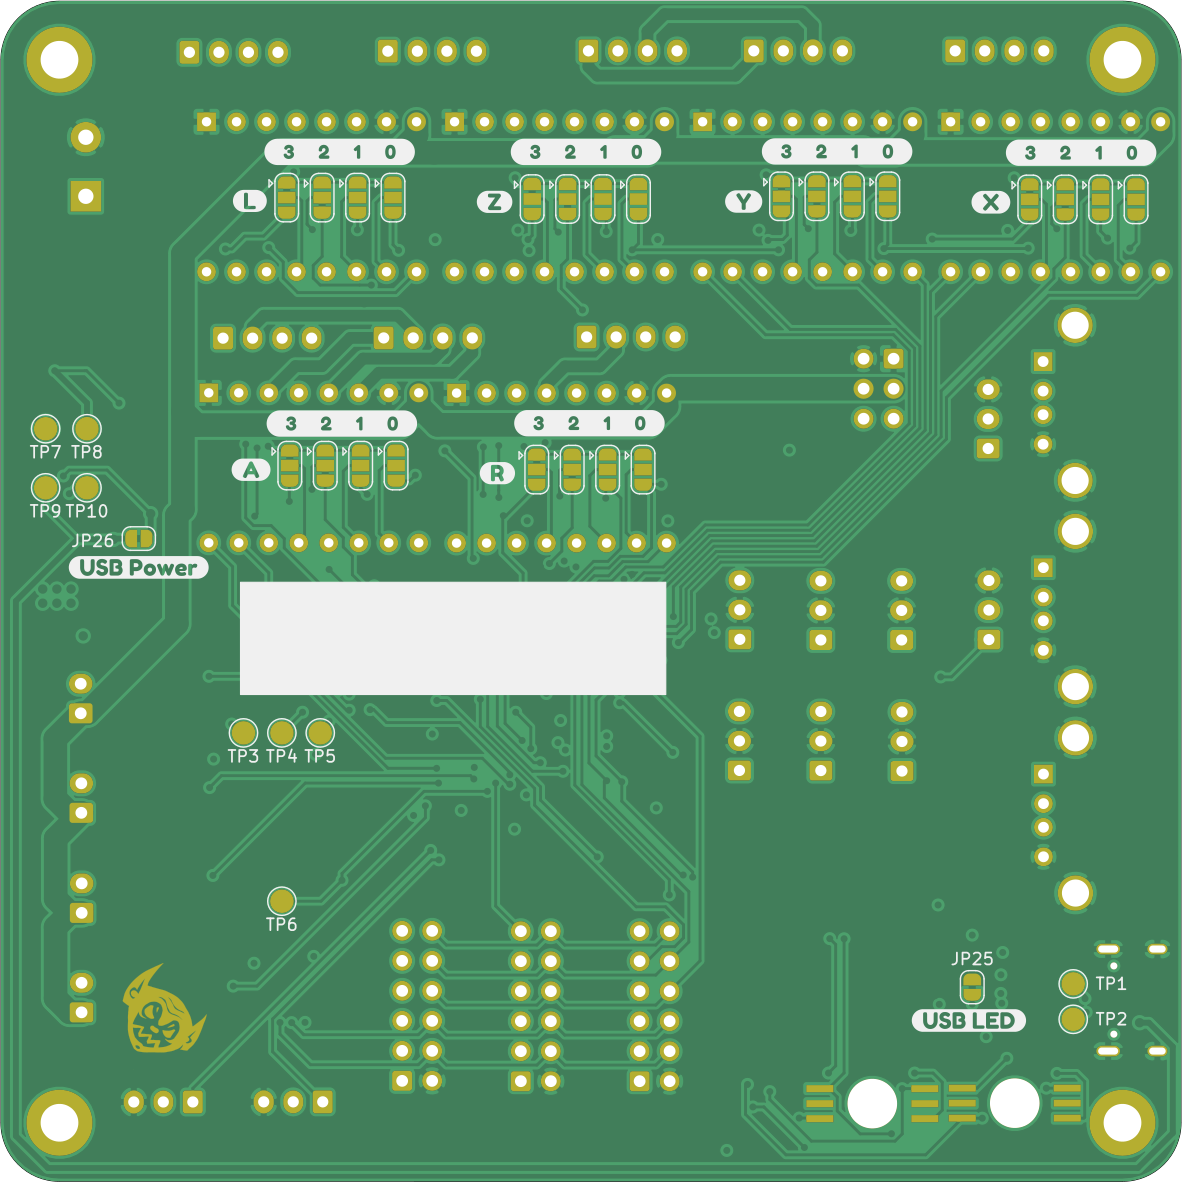 3 2 1 0
3 2 1 0
3 2 1 0
3 2 1 0
L
Z
Y
X
3 2 1 0
3 2 1 0
TP7 TP8
A
R
TP9 TP10
JP26
USB Power
TP3 TP4 TP5
TP6
JP25
TP1
USB LED
TP2